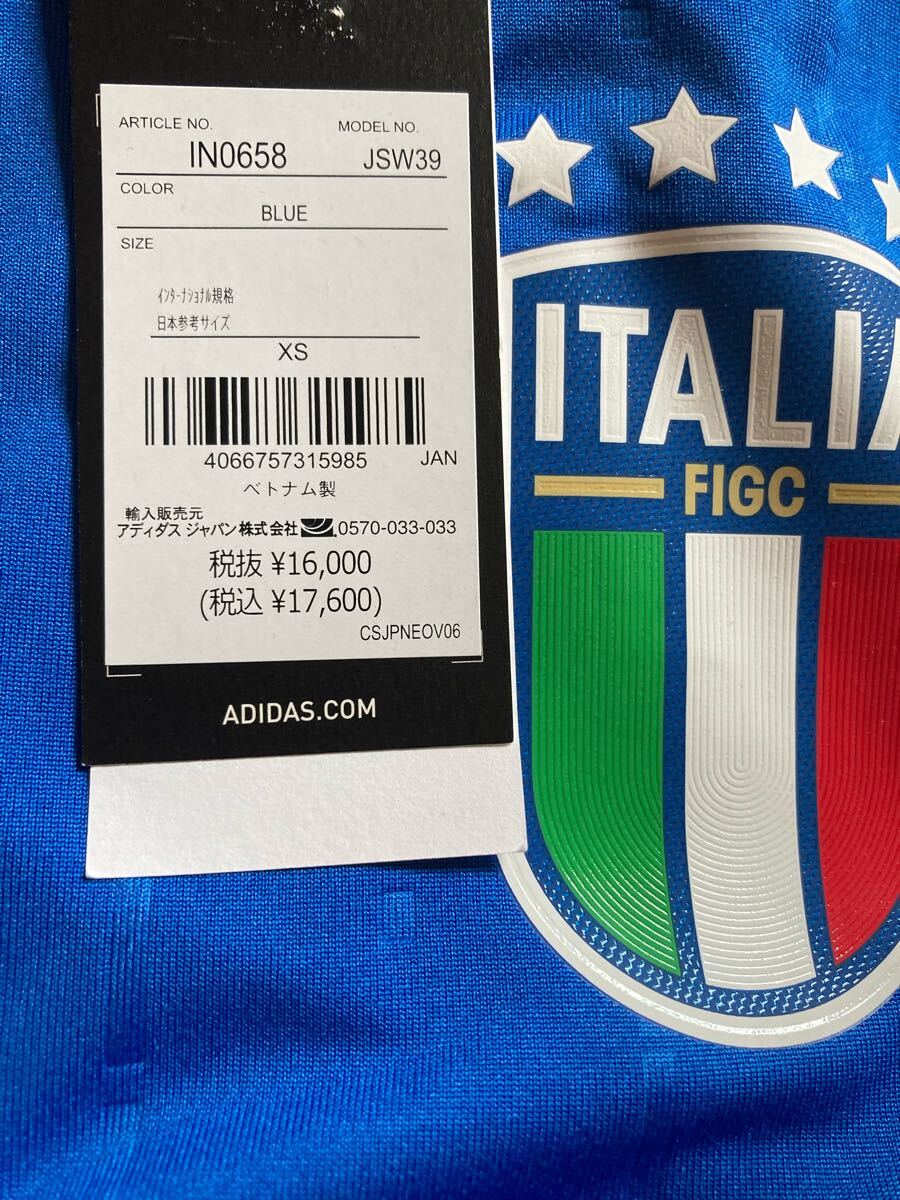 ARTICLE NO. MODEL NO.
IN0658 JSW39
COLOR
BLUE
SIZE
ｲﾝﾀｰﾅｼｮﾅﾙ規格
日本参考サイズ
XS
4066757315985 JAN
ベトナム製
輸入販売元
アディダス ジャパン株式会社 0570-033-033
税抜 ¥16,000
(税込 ¥17,600)
CSJPNEOV06
ADIDAS.COM
ITALIA
FIGC